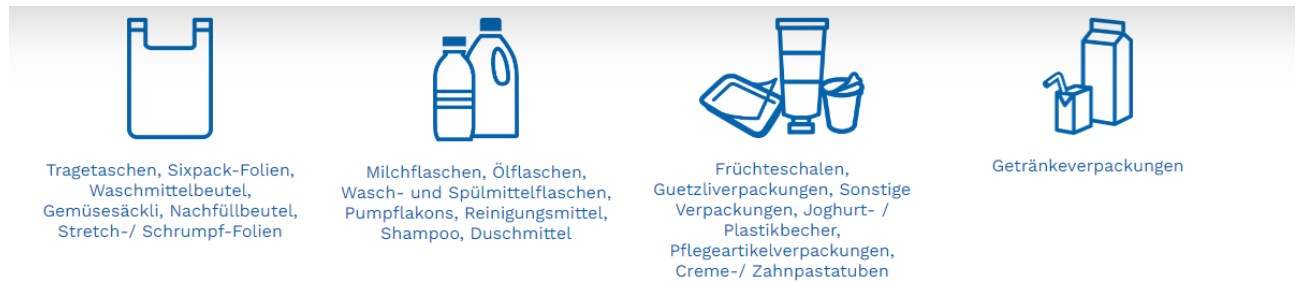 Tragetaschen, Sixpack-Folien,
Waschmittelbeutel,
Gemüsesäckli, Nachfüllbeutel,
Stretch-/ Schrumpf-Folien
Milchflaschen, Ölflaschen,
Wasch- und Spülmittelflaschen,
Pumpflakons, Reinigungsmittel,
Shampoo, Duschmittel
Früchteschalen,
Guetzliverpackungen, Sonstige
Verpackungen, Joghurt- /
Plastikbecher,
Pflegeartikelverpackungen,
Creme-/ Zahnpastatuben
Getränkeverpackungen